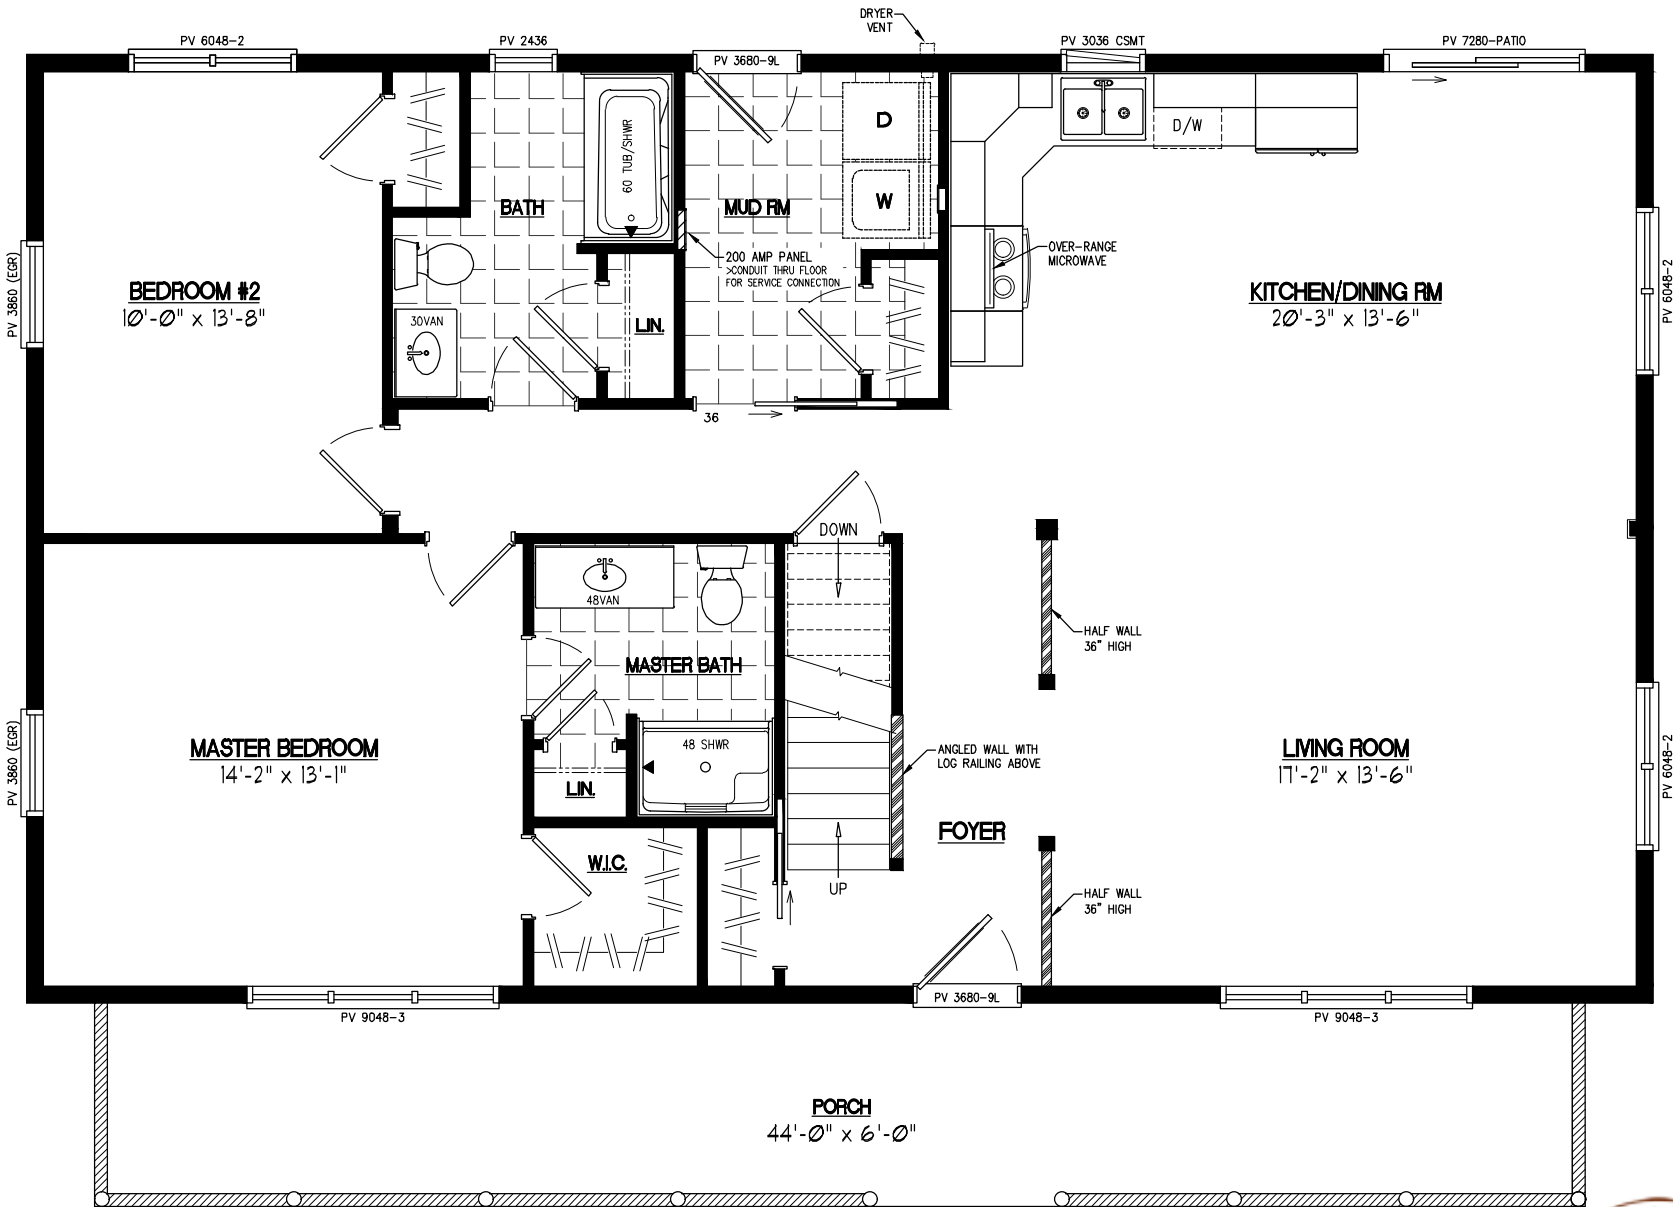 DRYER
VENT
PV 6048-2
PV 2436
PV 3680-9L
PV 3036 CSMT
PV 7280-PATIO
60 TUB/SHWR
D
D/W
W
BATH
MUD RM
200 AMP PANEL
>CONDUIT THRU FLOOR
FOR SERVICE CONNECTION
OVER-RANGE
MICROWAVE
PV 3860 (EGR)
BEDROOM #2
10'-0" x 13'-8"
30VAN
LIN.
KITCHEN/DINING RM
20'-3" x 13'-6"
PV 6048-2
36
DOWN
48VAN
HALF WALL
36" HIGH
MASTER BATH
PV 3860 (EGR)
MASTER BEDROOM
14'-2" x 13'-1"
48 SHWR
LIN.
ANGLED WALL WITH
LOG RAILING ABOVE
LIVING ROOM
17'-2" x 13'-6"
PV 6048-2
FOYER
W.I.C.
UP
HALF WALL
36" HIGH
PV 9048-3
PV 3680-9L
PV 9048-3
PORCH
44'-0" x 6'-0"